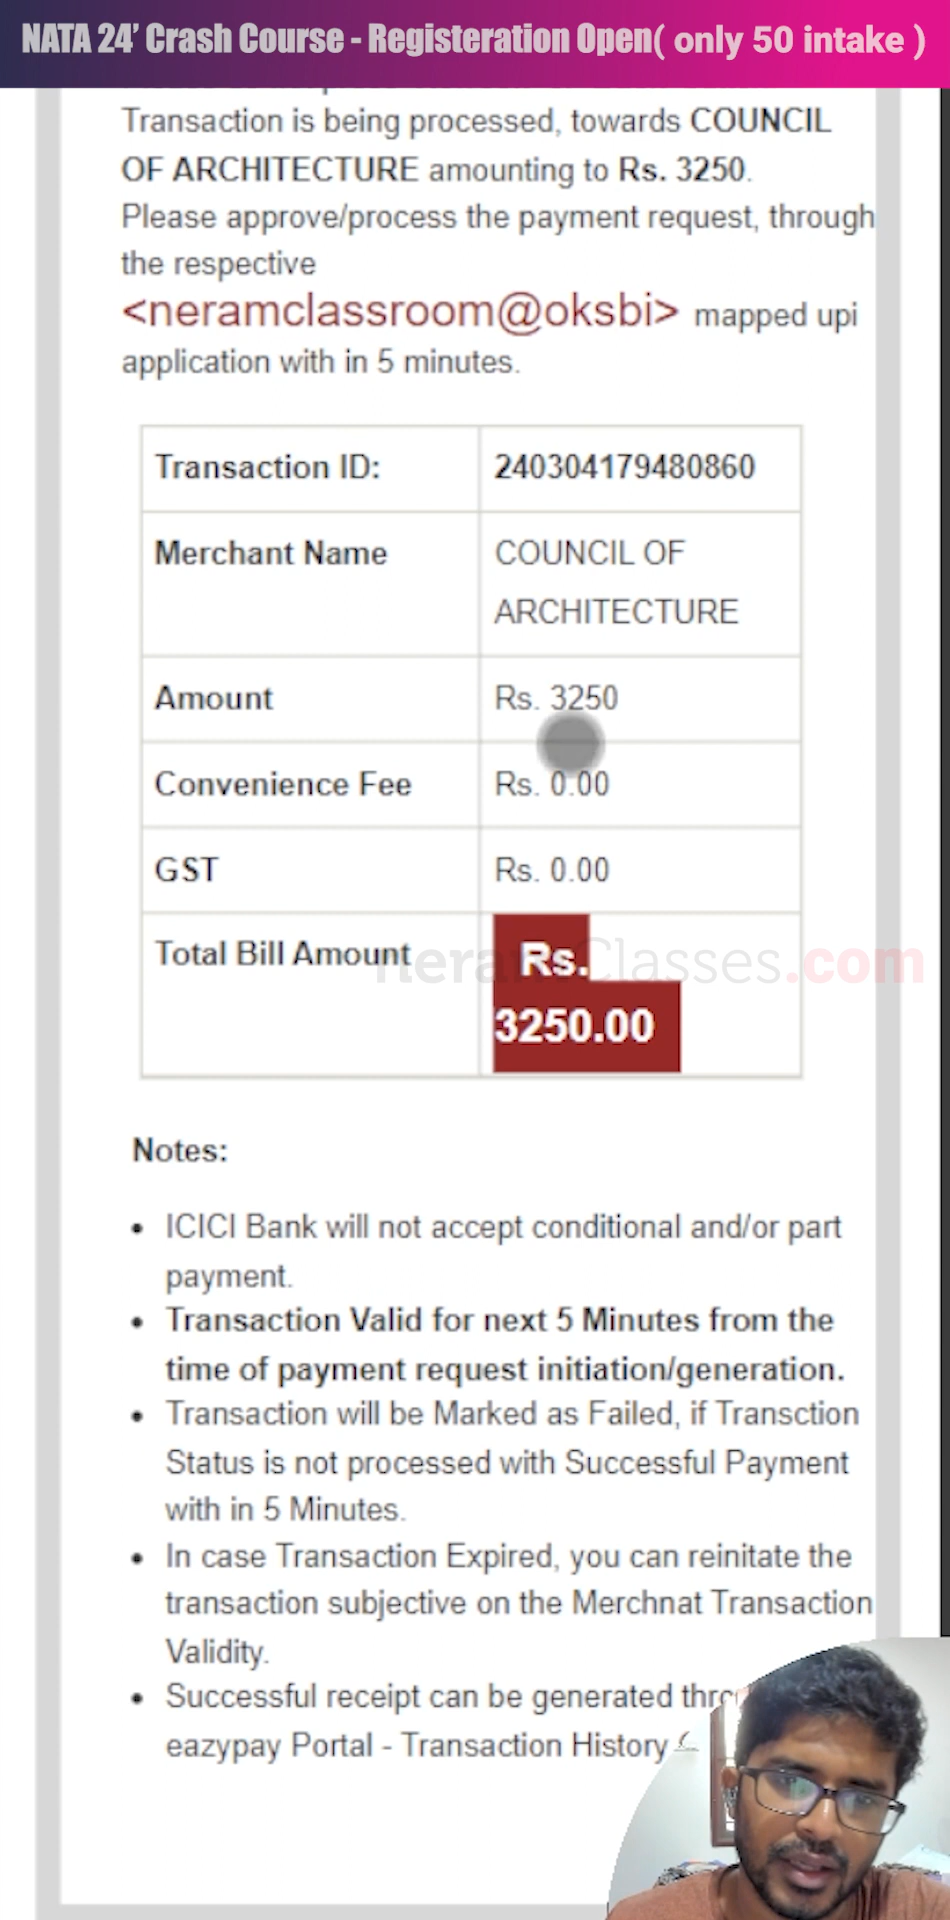 NATA 24’ Crash Course - Registeration Open( only 50 intake )
Transaction is being processed, towards COUNCIL
OF ARCHITECTURE amounting to Rs. 3250.
Please approve/process the payment request, through
the respective
<neramclassroom@oksbi> mapped upi
application with in 5 minutes.
Transaction ID: 240304179480860
Merchant Name COUNCIL OF
ARCHITECTURE
Amount Rs. 3250
Convenience Fee Rs. 0.00
GST Rs. 0.00
Total Bill Amount Rs.
3250.00
neramClasses.com
Notes:
• ICICI Bank will not accept conditional and/or part
payment.
• Transaction Valid for next 5 Minutes from the
time of payment request initiation/generation.
• Transaction will be Marked as Failed, if Transction
Status is not processed with Successful Payment
with in 5 Minutes.
• In case Transaction Expired, you can reinitate the
transaction subjective on the Merchnat Transaction
Validity.
• Successful receipt can be generated
eazypay Portal - Transaction History